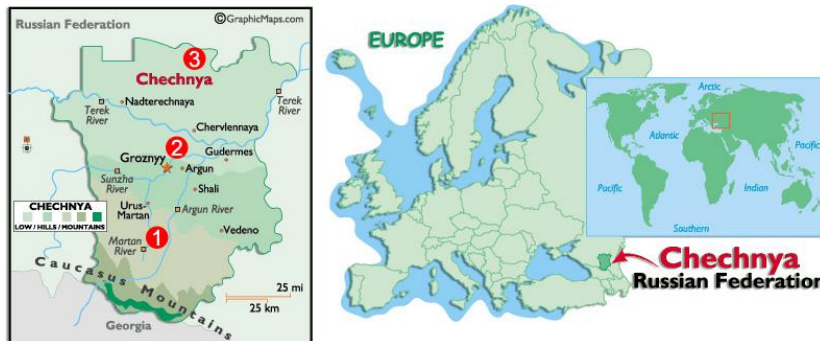 ©GraphicMaps.com
Russian Federation
3
Chechnya
Nadterechnaya
Terek
River
Terek
River
Chervlennaya
2
Groznyy
Gudermes
Argun
Sunzha
River
Shali
CHECHNYA
LOW / HILLS / MOUNTAINS
Urus-
Martan
Argun River
1
Martan
River
Vedeno
Caucasus Mountains
25 mi
25 km
Georgia
EUROPE
Arctic
Atlantic
Pacific
Pacific
Indian
Southern
Chechnya
Russian Federation